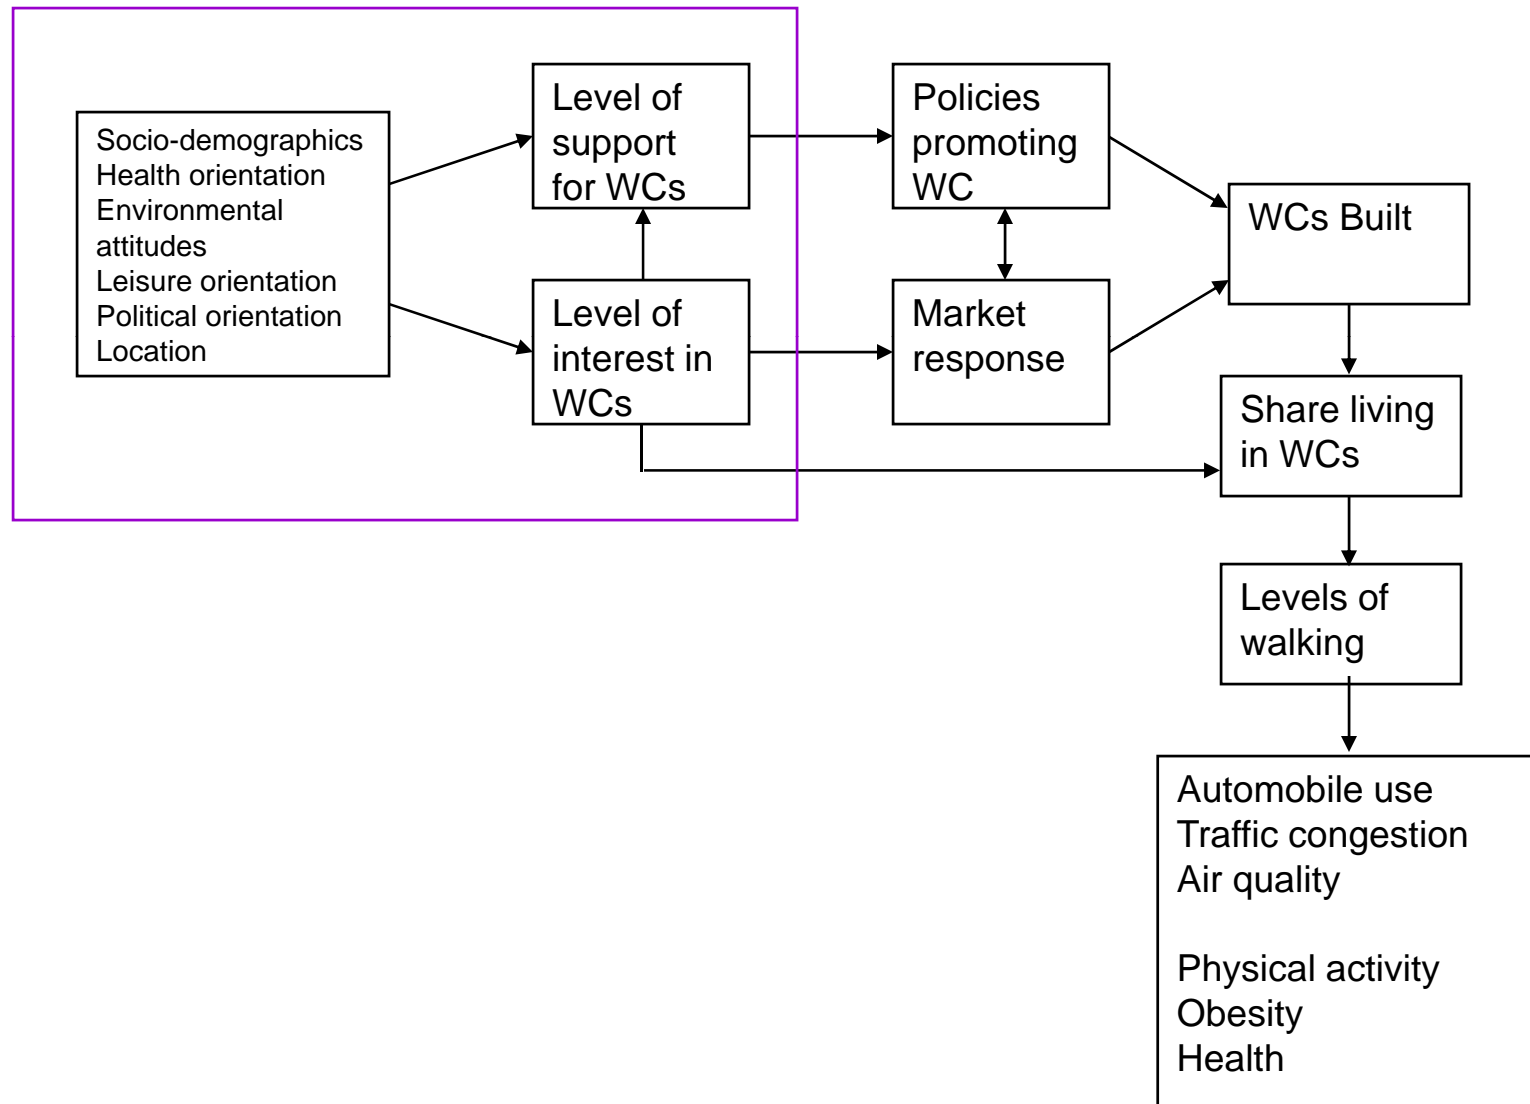 Socio-demographics
Health orientation
Environmental
attitudes
Leisure orientation
Political orientation
Location
Level of
support
for WCs
Level of
interest in
WCs
Policies
promoting
WC
Market
response
WCs Built
Share living
in WCs
Levels of
walking
Automobile use
Traffic congestion
Air quality
Physical activity
Obesity
Health